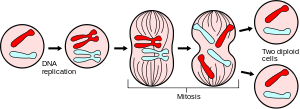 DNA
replication
Mitosis
Two diploid
cells